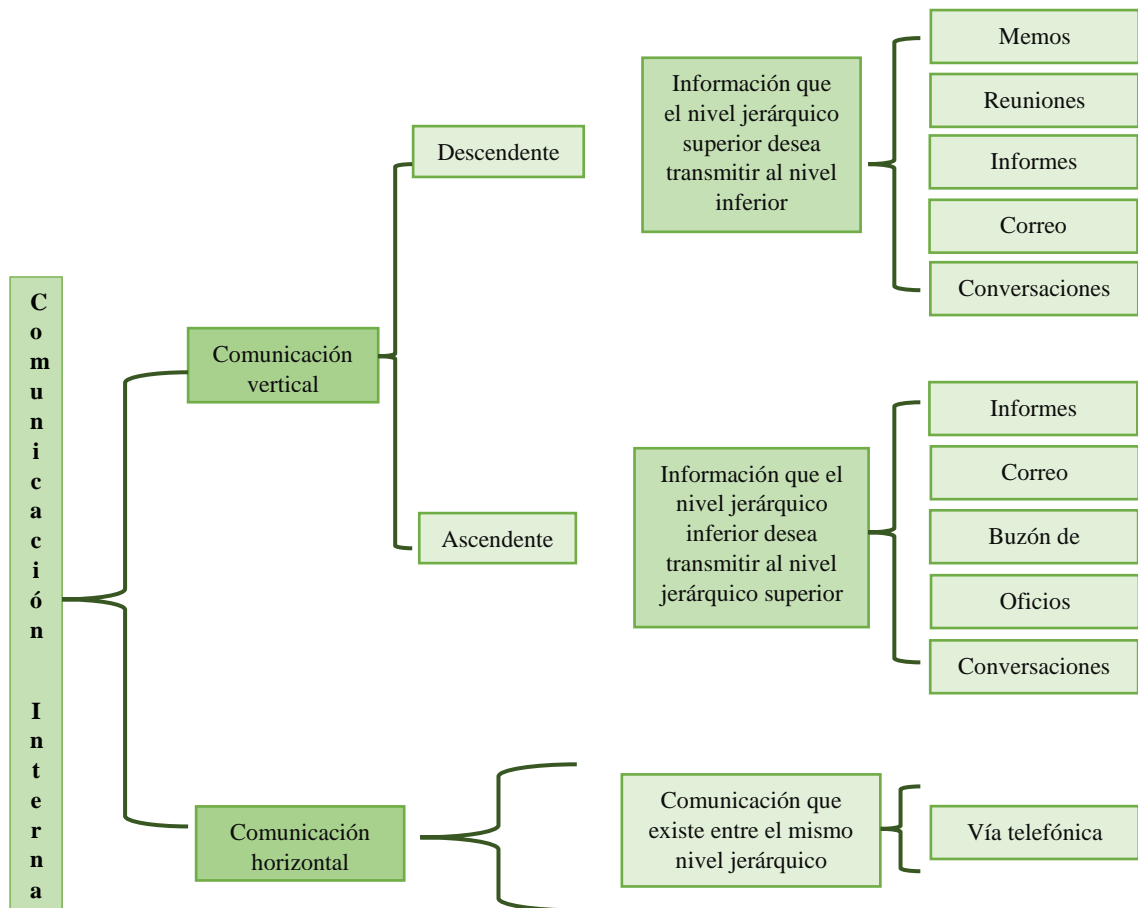 Comunicación Interna
Comunicación
vertical
Descendente
Información que
el nivel jerárquico
superior desea
transmitir al nivel
inferior
Memos
Reuniones
Informes
Correo
Conversaciones
Ascendente
Información que el
nivel jerárquico
inferior desea
transmitir al nivel
jerárquico superior
Informes
Correo
Buzón de
Oficios
Conversaciones
Comunicación
horizontal
Comunicación que
existe entre el mismo
nivel jerárquico
Vía telefónica